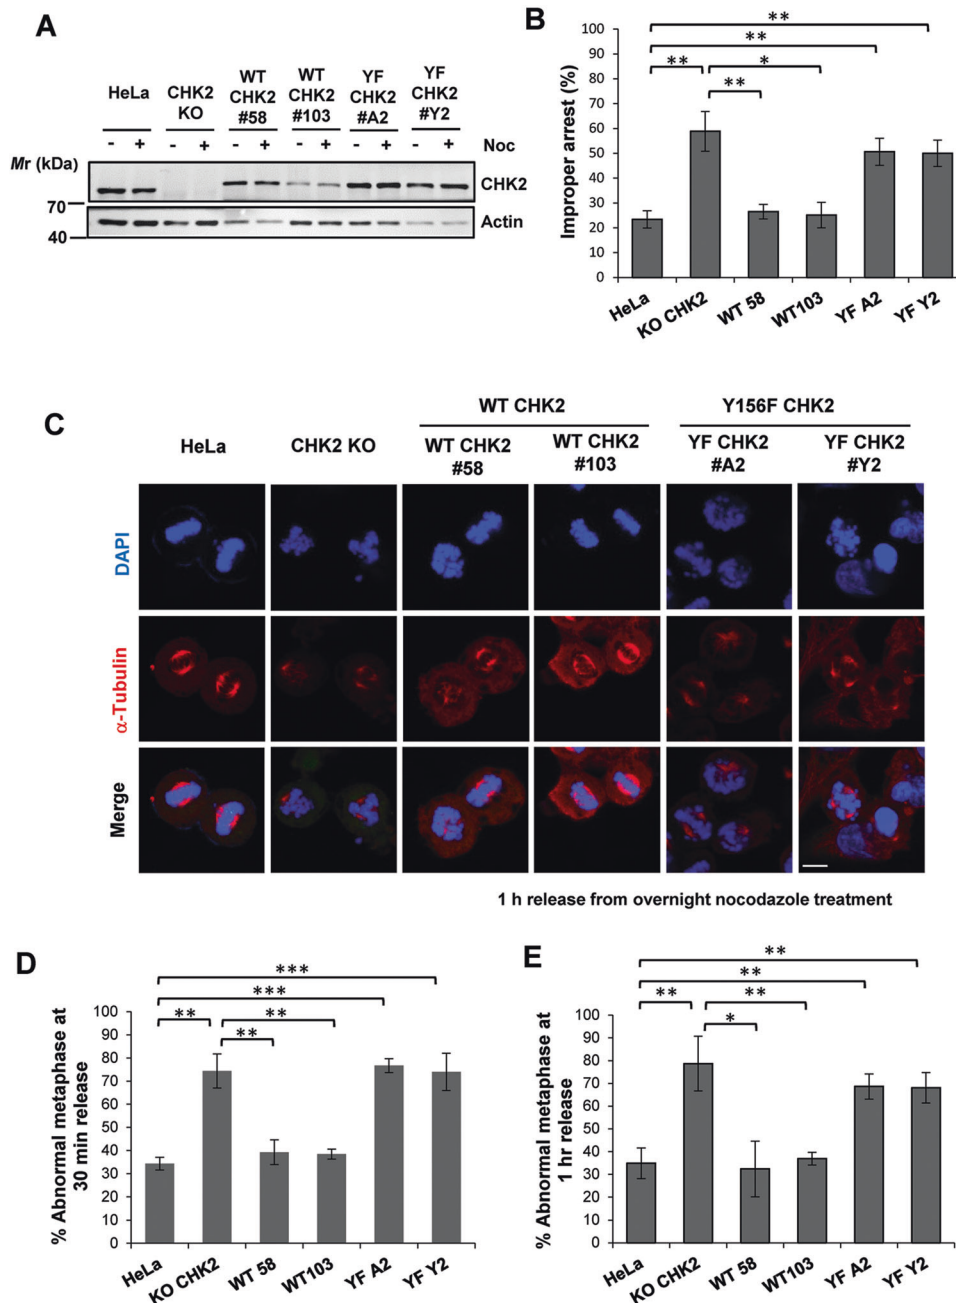 A
HeLa
CHK2
KO
WT
CHK2
#58
WT
CHK2
#103
YF
CHK2
#A2
YF
CHK2
#Y2
- + - + - + - + - + - + Noc
Mr (kDa)
CHK2
70
Actin
40
B
Improper arrest (%)
100
90
80
70
60
50
40
30
20
10
0
**
**
** *
**
HeLa
KO CHK2
WT 58
WT103
YF A2
YF Y2
C
WT CHK2
Y156F CHK2
HeLa
CHK2 KO
WT CHK2
#58
WT CHK2
#103
YF CHK2
#A2
YF CHK2
#Y2
DAPI
α-Tubulin
Merge
1 h release from overnight nocodazole treatment
D
% Abnormal metaphase at
30 min release
100
90
80
70
60
50
40
30
20
10
0
***
***
** **
**
HeLa
KO CHK2
WT 58
WT103
YF A2
YF Y2
E
% Abnormal metaphase at
1 hr release
100
90
80
70
60
50
40
30
20
10
0
**
**
** **
*
HeLa
KO CHK2
WT 58
WT103
YF A2
YF Y2